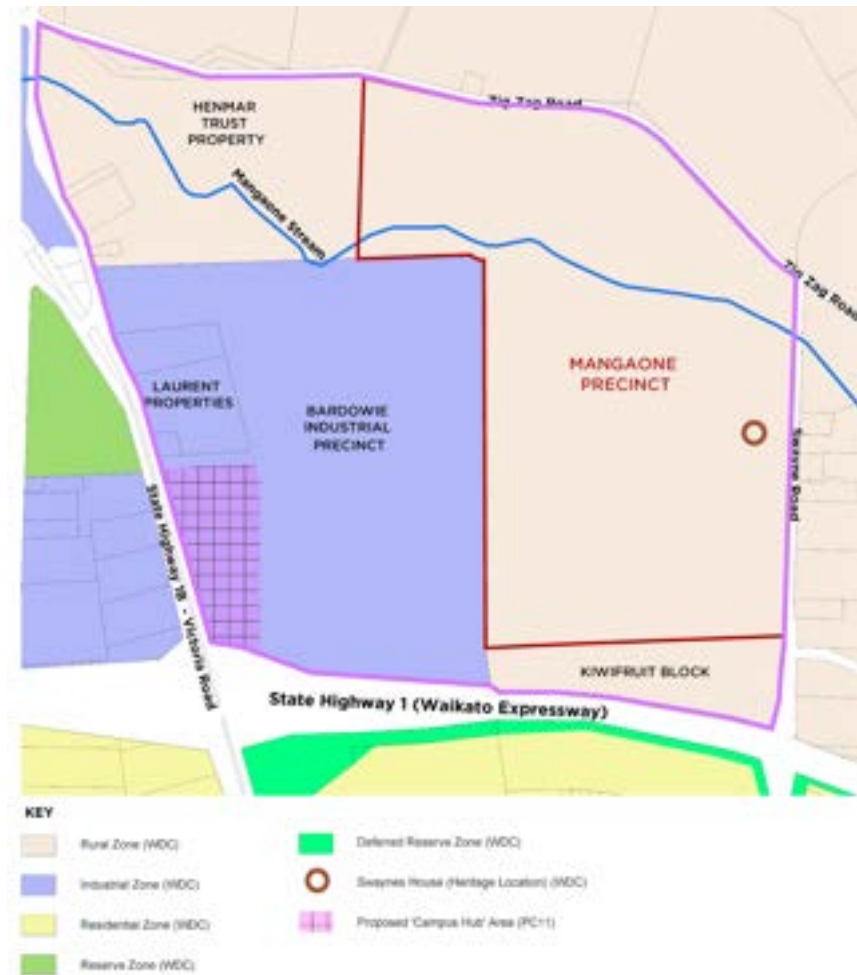 HENMAR
TRUST
PROPERTY
Zig Zag Road
Mangaone Stream
Zig Zag Road
MANGAONE
PRECINCT
LAURENT
PROPERTIES
BARDOWIE
INDUSTRIAL
PRECINCT
Swayne Road
State Highway 1B - Victoria Road
KIWIFRUIT BLOCK
State Highway 1 (Waikato Expressway)
KEY
Rural Zone (WDC)
Deferred Reserve Zone (WDC)
Industrial Zone (WDC)
Swaynes House (Heritage Location) (WDC)
Residential Zone (WDC)
Proposed 'Campus Hub' Area (PC11)
Reserve Zone (WDC)